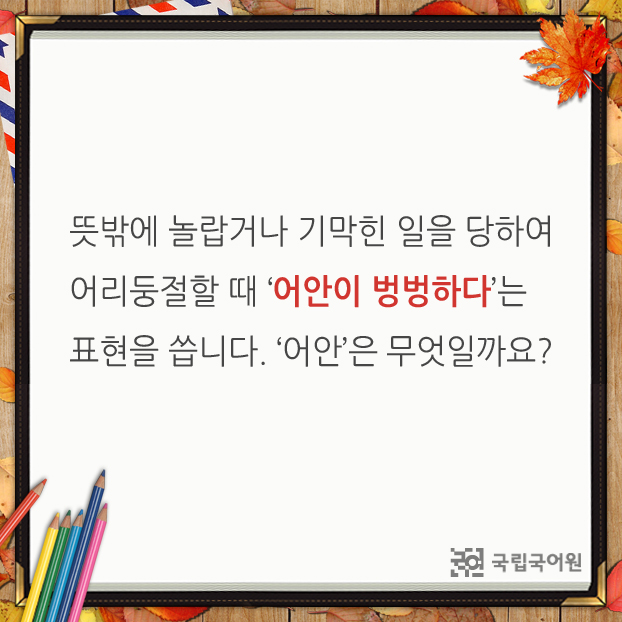 뜻밖에 놀랍거나 기막힌 일을 당하여
어리둥절할 때 ‘어안이 벙벙하다’는
표현을 씁니다. ‘어안’은 무엇일까요?
국립국어원